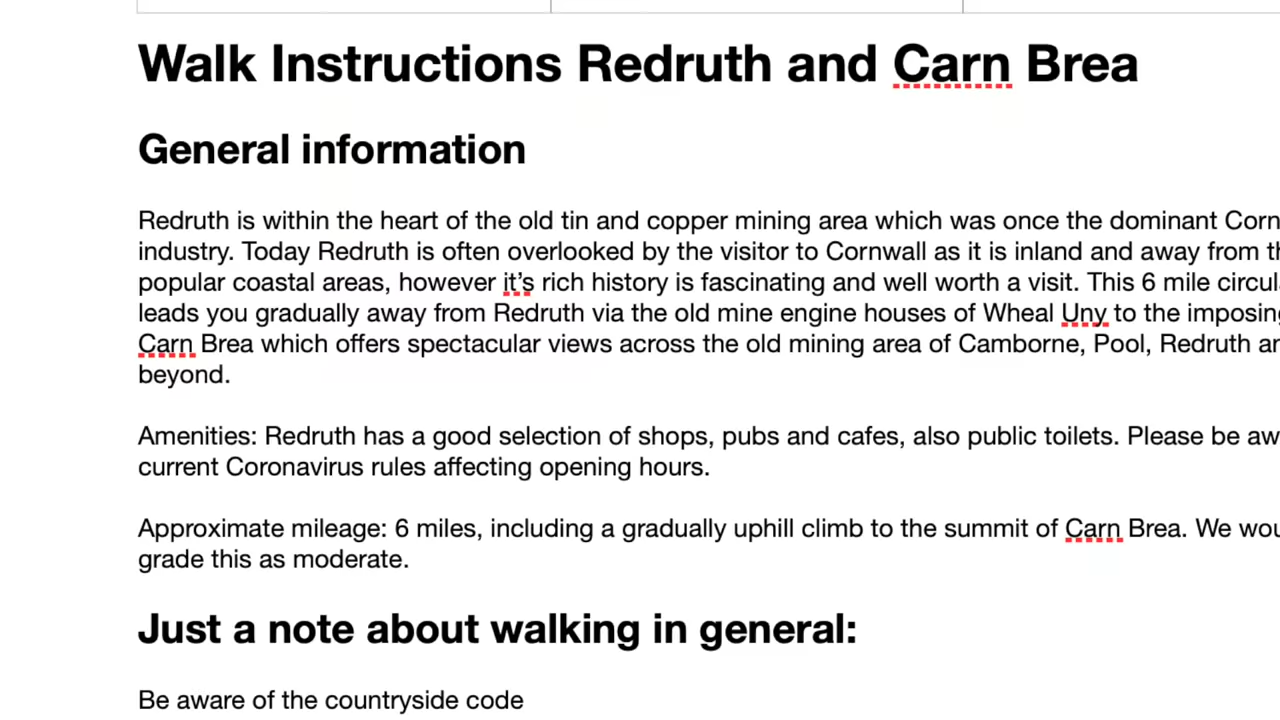 Walk Instructions Redruth and Carn Brea
General information
Redruth is within the heart of the old tin and copper mining area which was once the dominant Corn
industry. Today Redruth is often overlooked by the visitor to Cornwall as it is inland and away from th
popular coastal areas, however it’s rich history is fascinating and well worth a visit. This 6 mile circul
leads you gradually away from Redruth via the old mine engine houses of Wheal Uny to the imposing
Carn Brea which offers spectacular views across the old mining area of Camborne, Pool, Redruth an
beyond.
Amenities: Redruth has a good selection of shops, pubs and cafes, also public toilets. Please be aw
current Coronavirus rules affecting opening hours.
Approximate mileage: 6 miles, including a gradually uphill climb to the summit of Carn Brea. We wou
grade this as moderate.
Just a note about walking in general:
Be aware of the countryside code